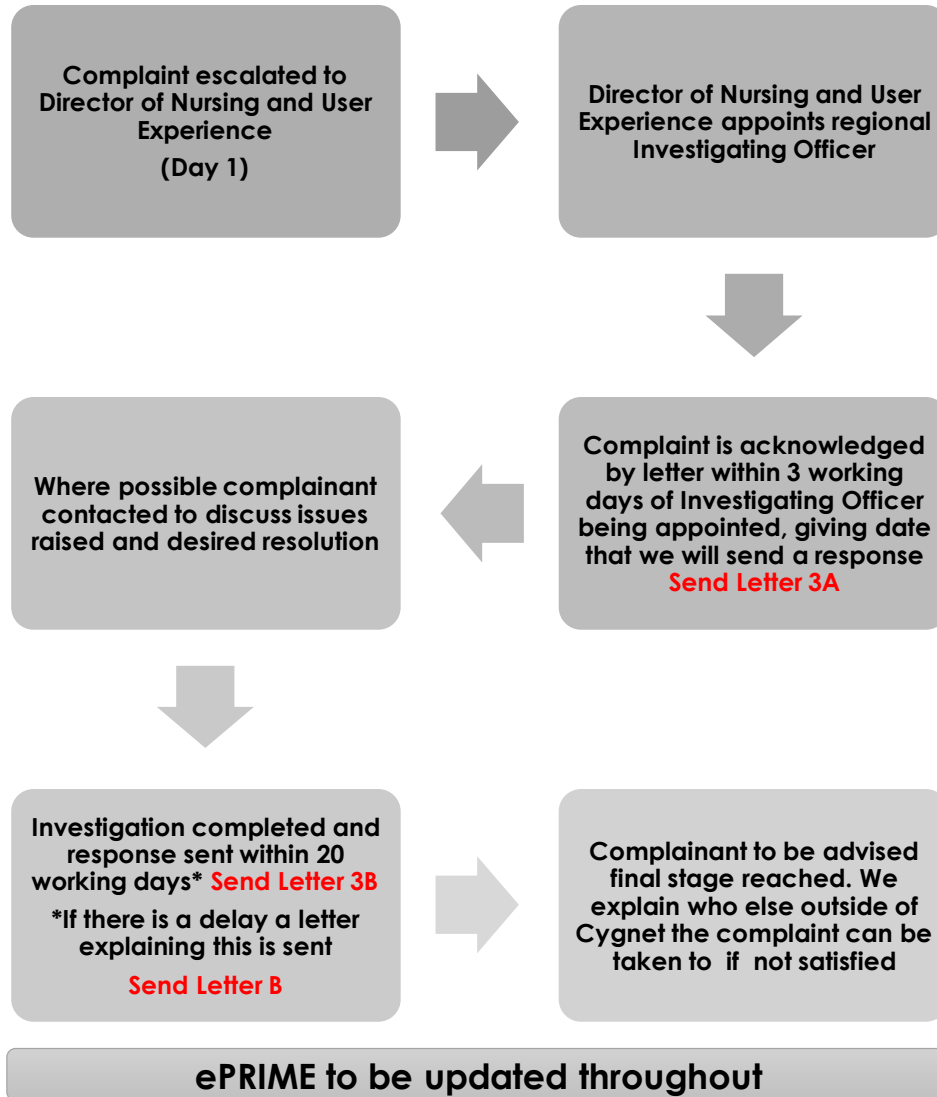 Complaint escalated to
Director of Nursing and User
Experience
(Day 1)
Director of Nursing and User
Experience appoints regional
Investigating Officer
Complaint is acknowledged
by letter within 3 working
days of Investigating Officer
being appointed, giving date
that we will send a response
Send Letter 3A
Where possible complainant
contacted to discuss issues
raised and desired resolution
Investigation completed and
response sent within 20
working days* Send Letter 3B
*If there is a delay a letter
explaining this is sent
Send Letter B
Complainant to be advised
final stage reached. We
explain who else outside of
Cygnet the complaint can be
taken to if not satisfied
ePRIME to be updated throughout